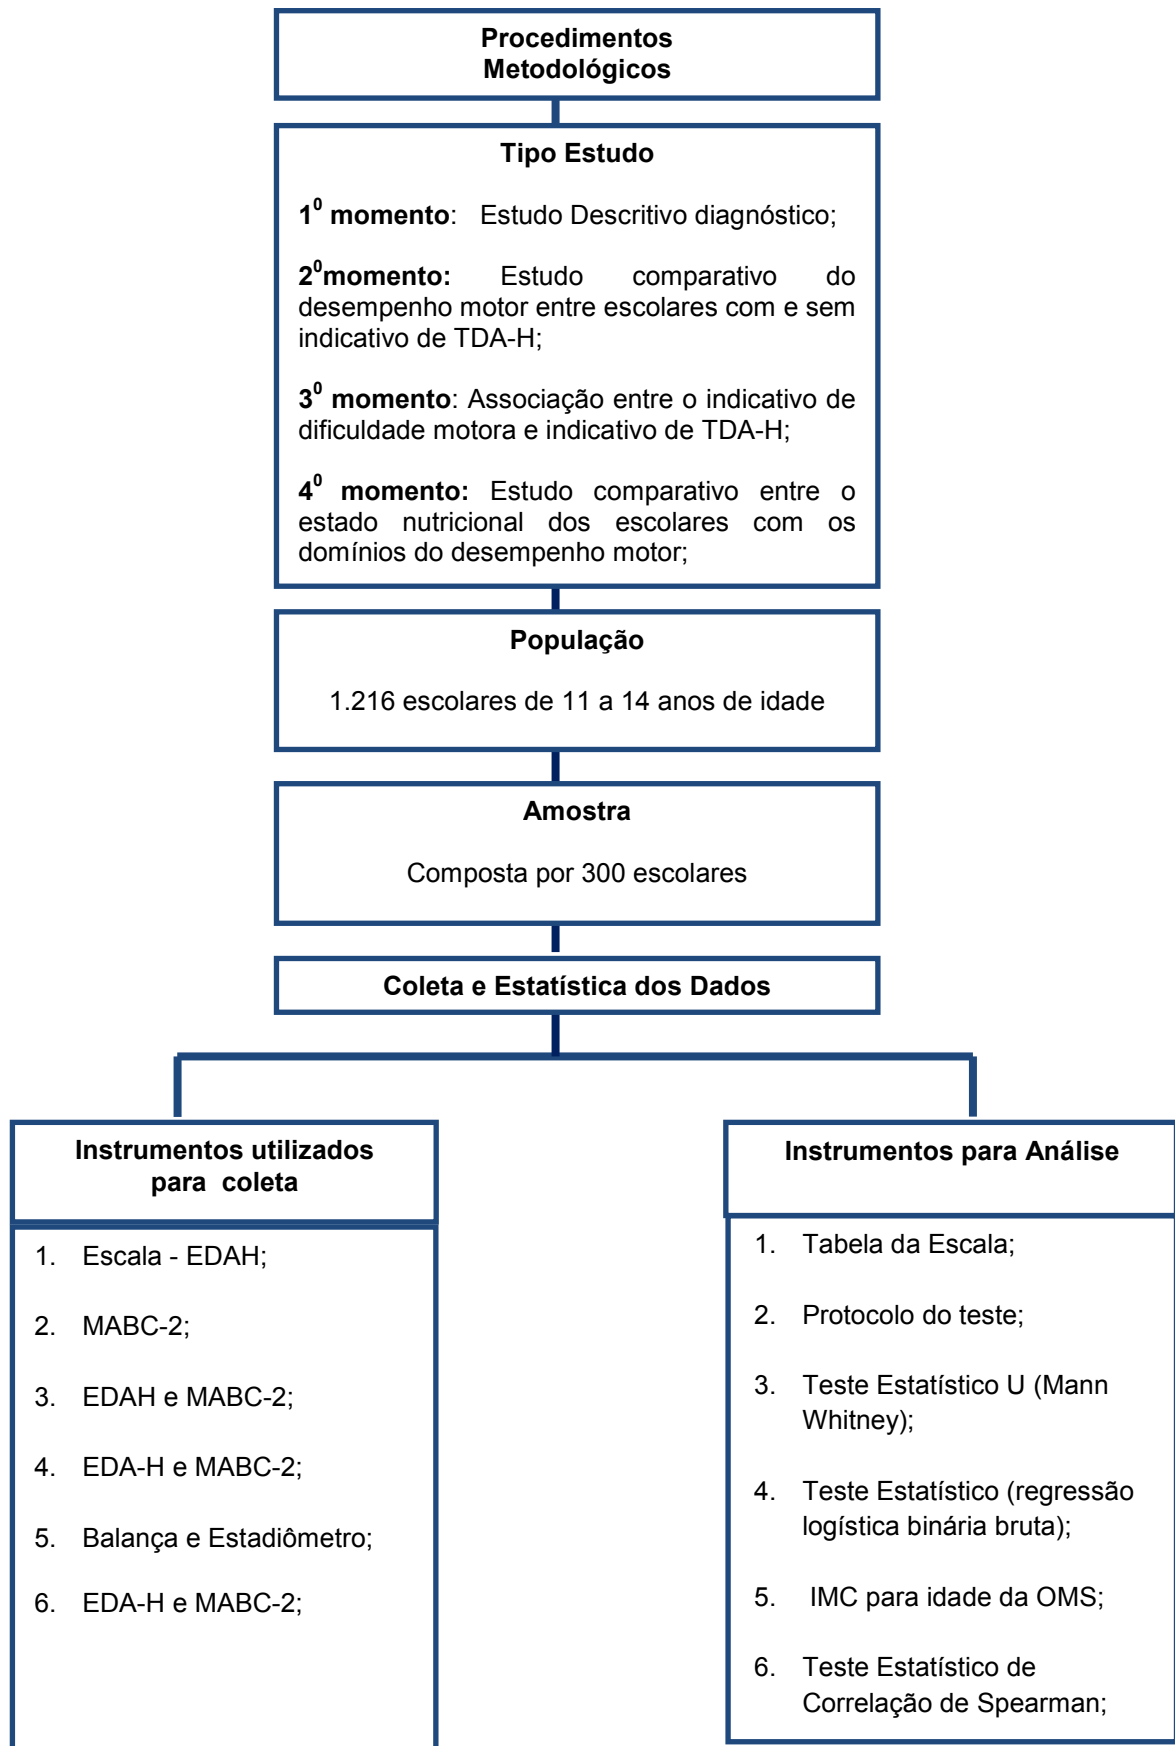 Procedimentos
Metodológicos
Tipo Estudo
1⁰ momento: Estudo Descritivo diagnóstico;
2⁰momento: Estudo comparativo do
desempenho motor entre escolares com e sem
indicativo de TDA-H;
3⁰ momento: Associação entre o indicativo de
dificuldade motora e indicativo de TDA-H;
4⁰ momento: Estudo comparativo entre o
estado nutricional dos escolares com os
domínios do desempenho motor;
População
1.216 escolares de 11 a 14 anos de idade
Amostra
Composta por 300 escolares
Coleta e Estatística dos Dados
Instrumentos utilizados
para coleta
1. Escala - EDAH;
2. MABC-2;
3. EDAH e MABC-2;
4. EDA-H e MABC-2;
5. Balança e Estadiômetro;
6. EDA-H e MABC-2;
Instrumentos para Análise
1. Tabela da Escala;
2. Protocolo do teste;
3. Teste Estatístico U (Mann
Whitney);
4. Teste Estatístico (regressão
logística binária bruta);
5. IMC para idade da OMS;
6. Teste Estatístico de
Correlação de Spearman;